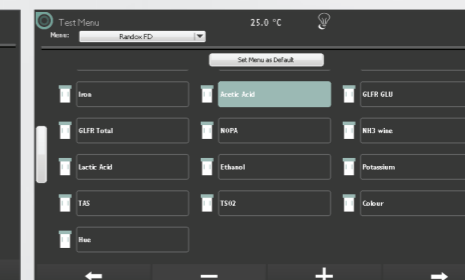 Test Menu 25.0 °C
Menu: Randox FD
Set Menu as Default
Iron Acetic Acid GLFR GLU
GLFR Total NOPA NH3 wine
Lactic Acid Ethanol Potassium
TAS TSO2 Colour
Hue